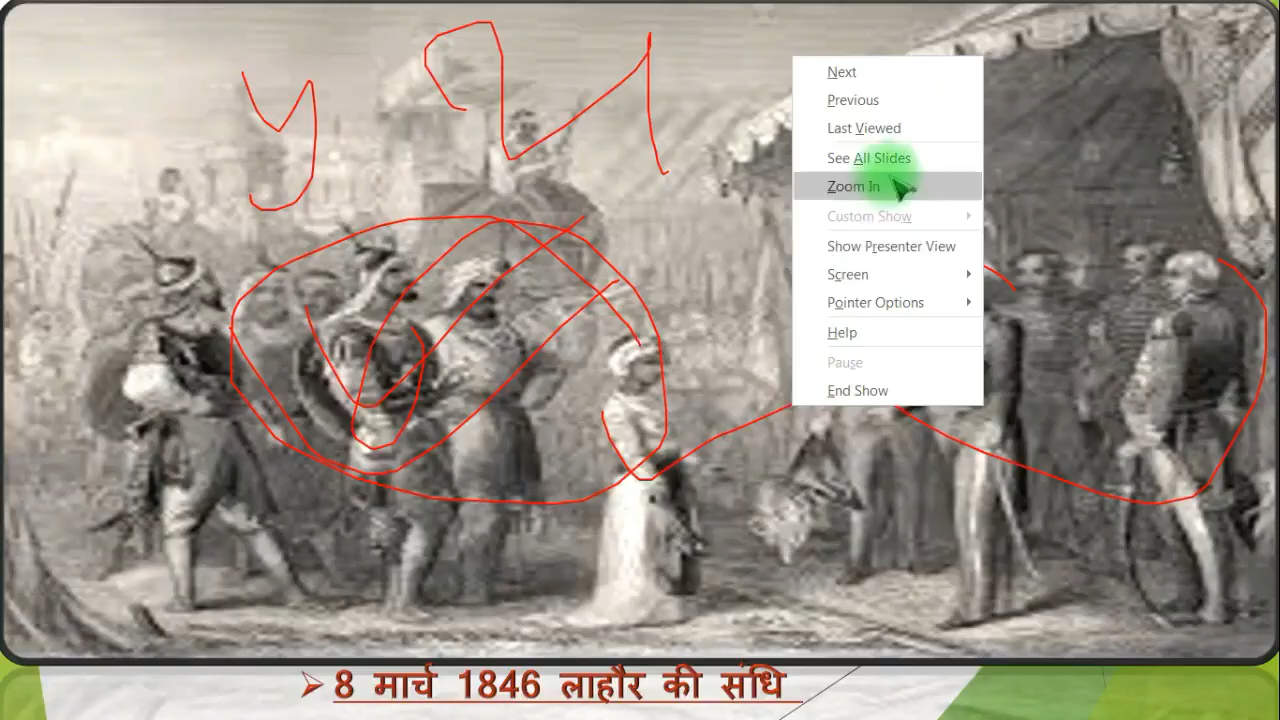 Next
Previous
Last Viewed
See All Slides
Zoom In
Custom Show
Show Presenter View
Screen
Pointer Options
Help
Pause
End Show
8 मार्च 1846 लाहौर की संधि